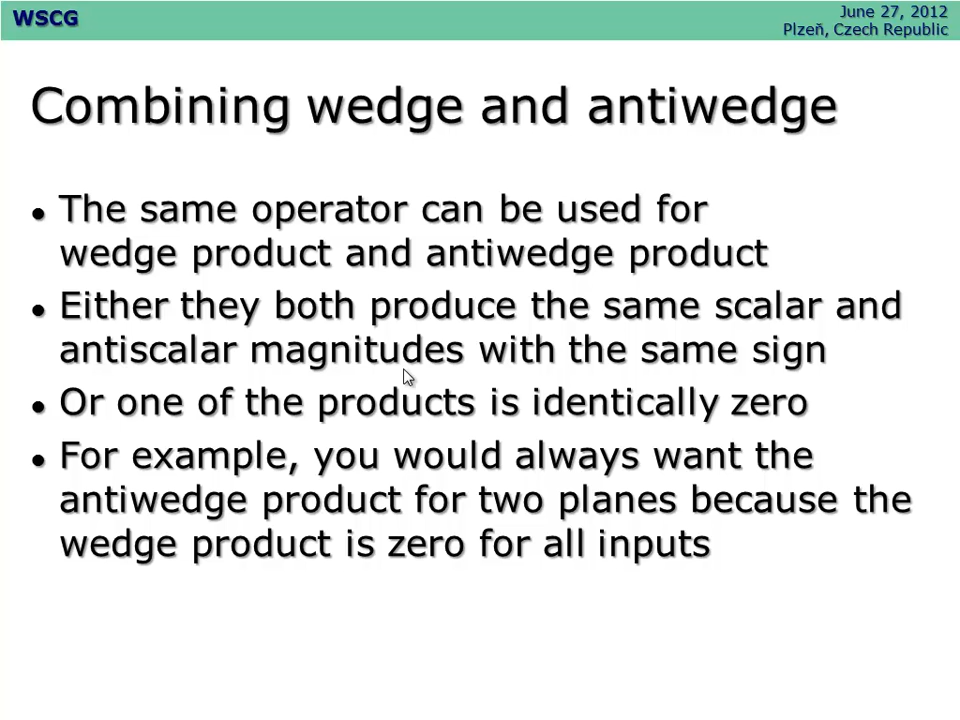 WSCG
June 27, 2012
Plzeň, Czech Republic
Combining wedge and antiwedge
● The same operator can be used for
wedge product and antiwedge product
● Either they both produce the same scalar and
antiscalar magnitudes with the same sign
● Or one of the products is identically zero
● For example, you would always want the
antiwedge product for two planes because the
wedge product is zero for all inputs